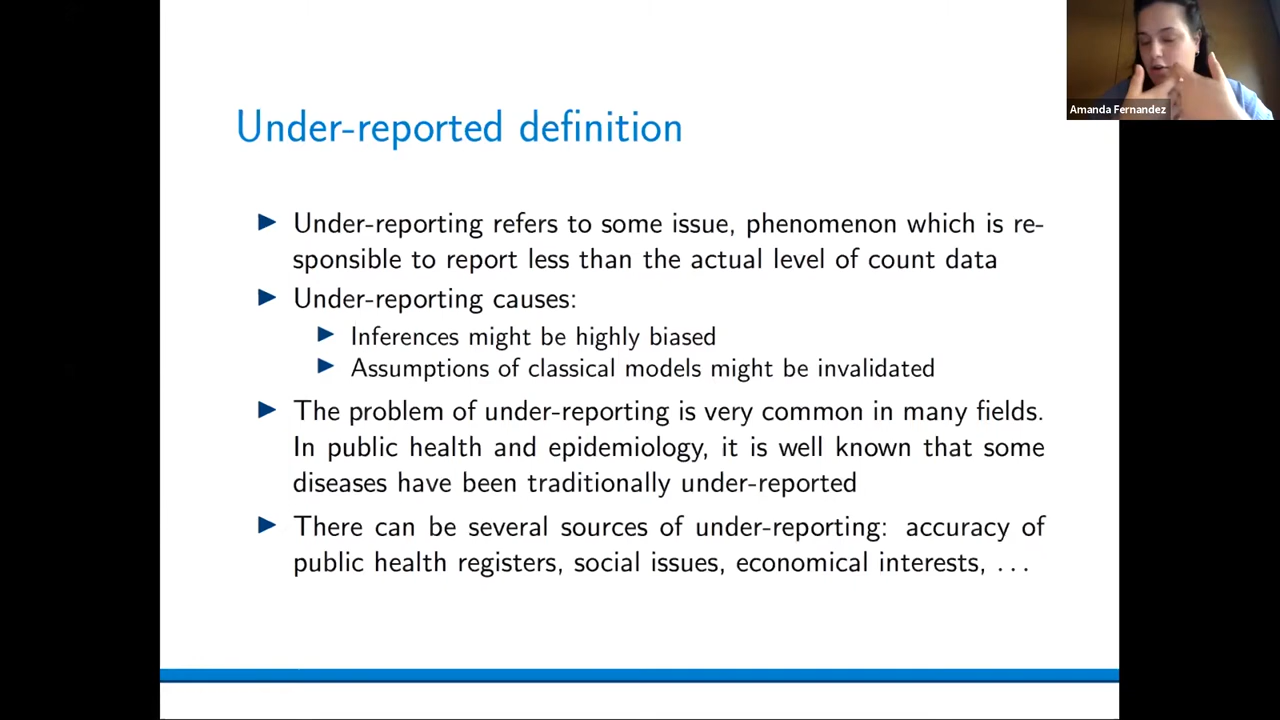 Amanda Fernandez
Under-reported definition
Under-reporting refers to some issue, phenomenon which is re-
sponsible to report less than the actual level of count data
Under-reporting causes:
Inferences might be highly biased
Assumptions of classical models might be invalidated
The problem of under-reporting is very common in many fields.
In public health and epidemiology, it is well known that some
diseases have been traditionally under-reported
There can be several sources of under-reporting: accuracy of
public health registers, social issues, economical interests, ...